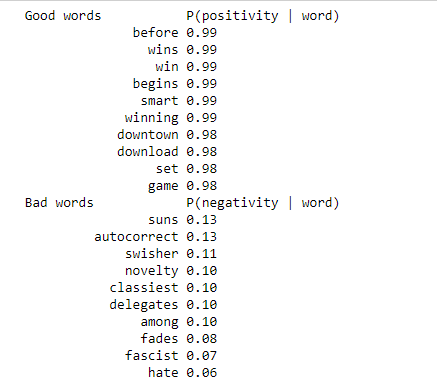 Good words P(positivity | word)
before 0.99
wins 0.99
win 0.99
begins 0.99
smart 0.99
winning 0.99
downtown 0.98
download 0.98
set 0.98
game 0.98
Bad words P(negativity | word)
suns 0.13
autocorrect 0.13
swisher 0.11
novelty 0.10
classiest 0.10
delegates 0.10
among 0.10
fades 0.08
fascist 0.07
hate 0.06